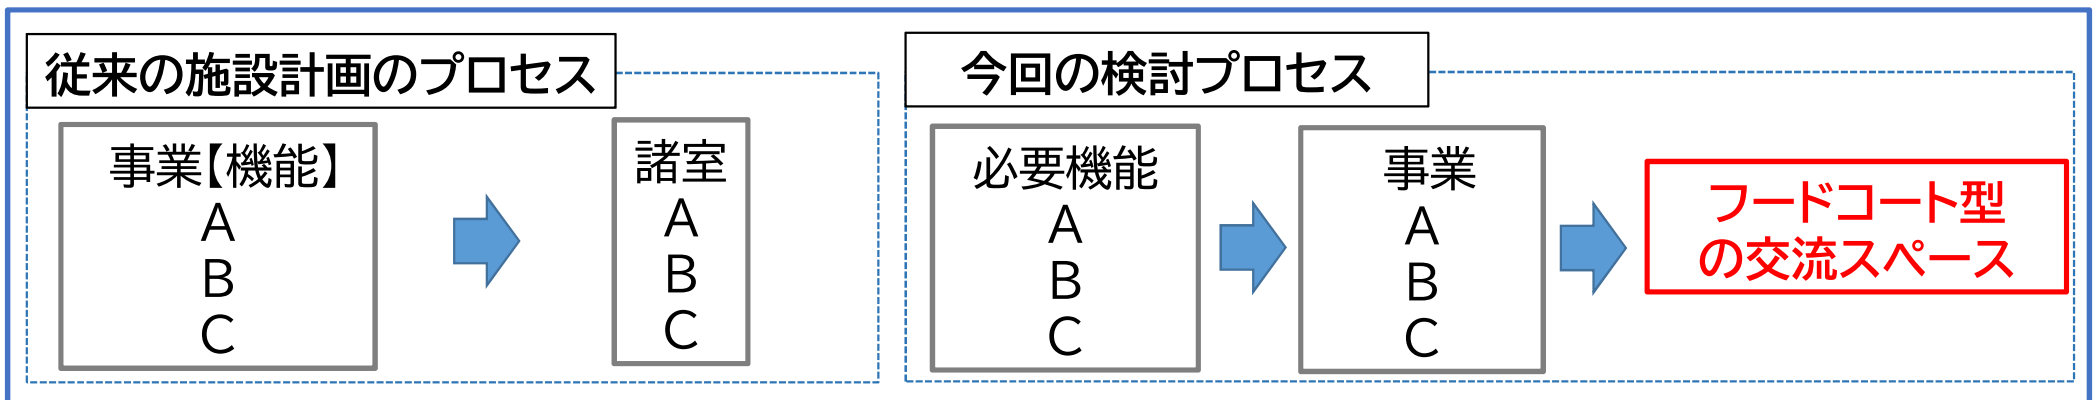 従来の施設計画のプロセス
事業【機能】
A
B
C
諸室
A
B
C
今回の検討プロセス
必要機能
A
B
C
事業
A
B
C
フードコート型
の交流スペース